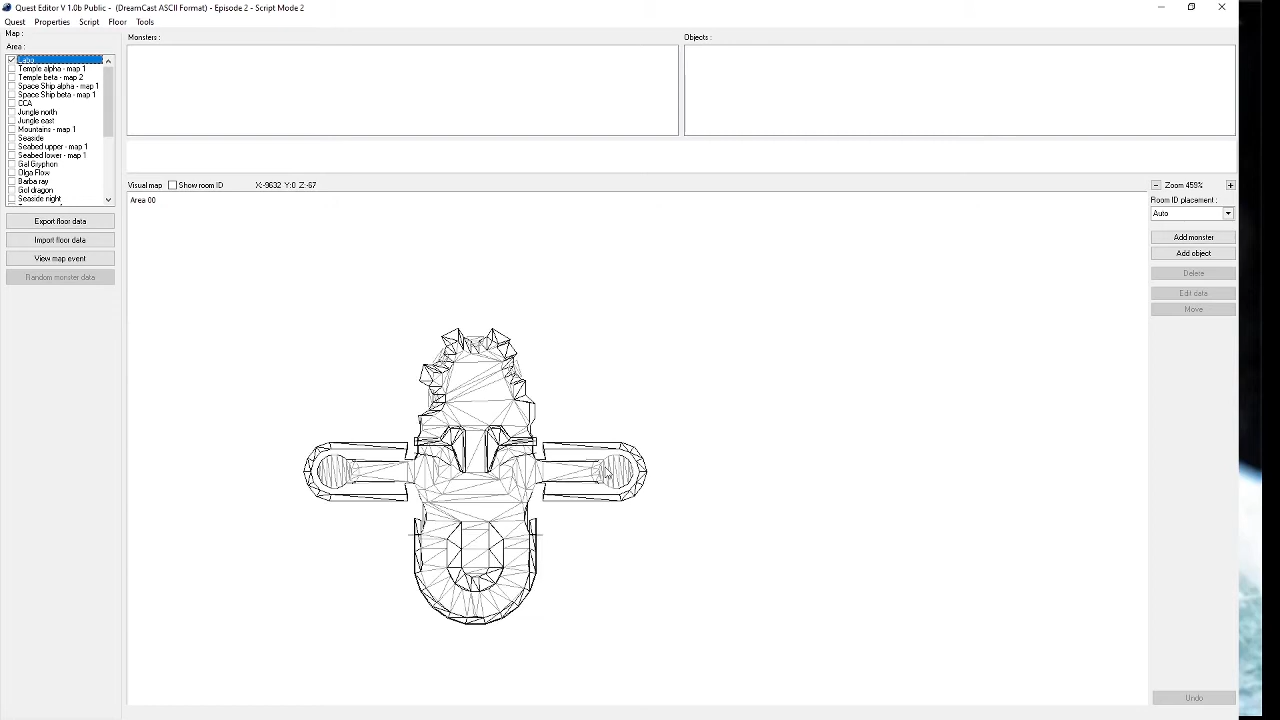 Quest Editor V 1.0b Public - (DreamCast ASCII Format) - Episode 2 - Script Mode 2
Quest Properties Script Floor Tools
Map :
Area :
Labo
Temple alpha - map 1
Temple beta - map 2
Space Ship alpha - map 1
Space Ship beta - map 1
CCA
Jungle north
Jungle east
Mountains - map 1
Seaside
Seabed upper - map 1
Seabed lower - map 1
Gal Gryphon
Olga Flow
Barba ray
Gol dragon
Seaside night
Export floor data
Import floor data
View map event
Random monster data
Monsters :
Objects :
Visual map Show room ID X:-9632 Y:0 Z:-67
Area 00
- Zoom 459% +
Room ID placement :
Auto
Add monster
Add object
Delete
Edit data
Move
Undo